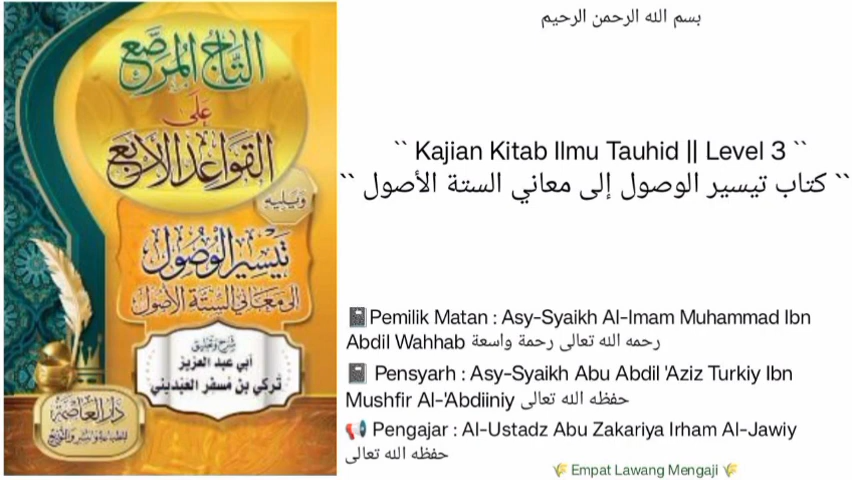 التاج المرصع
على
القواعد الأربع
ويليه
تيسير الوصول
إلى معاني الستة الأصول
شرح وتعليق
أبي عبد العزيز
تركي بن مسفر العبديني
دار العاصمة
للطباعة والنشر والتوزيع
بسم الله الرحمن الرحيم
`` Kajian Kitab Ilmu Tauhid || Level 3 ``
`` كتاب تيسير الوصول إلى معاني الستة الأصول ``
📓Pemilik Matan : Asy-Syaikh Al-Imam Muhammad Ibn
Abdil Wahhab رحمه الله تعالى رحمة واسعة
📓 Pensyarh : Asy-Syaikh Abu Abdil 'Aziz Turkiy Ibn
Mushfir Al-'Abdiiniy حفظه الله تعالى
📢 Pengajar : Al-Ustadz Abu Zakariya Irham Al-Jawiy
حفظه الله تعالى
🌾 Empat Lawang Mengaji 🌾